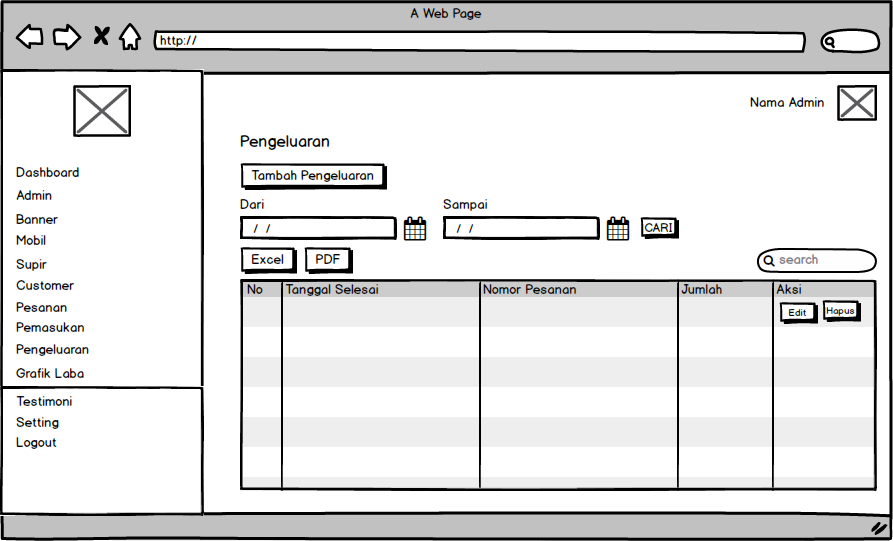 A Web Page
http://
Nama Admin
Dashboard
Admin
Banner
Mobil
Supir
Customer
Pesanan
Pemasukan
Pengeluaran
Grafik Laba
Testimoni
Setting
Logout
Pengeluaran
Tambah Pengeluaran
Dari Sampai
/ / / / CARI
Excel PDF search
No Tanggal Selesai Nomor Pesanan Jumlah Aksi
Edit Hapus